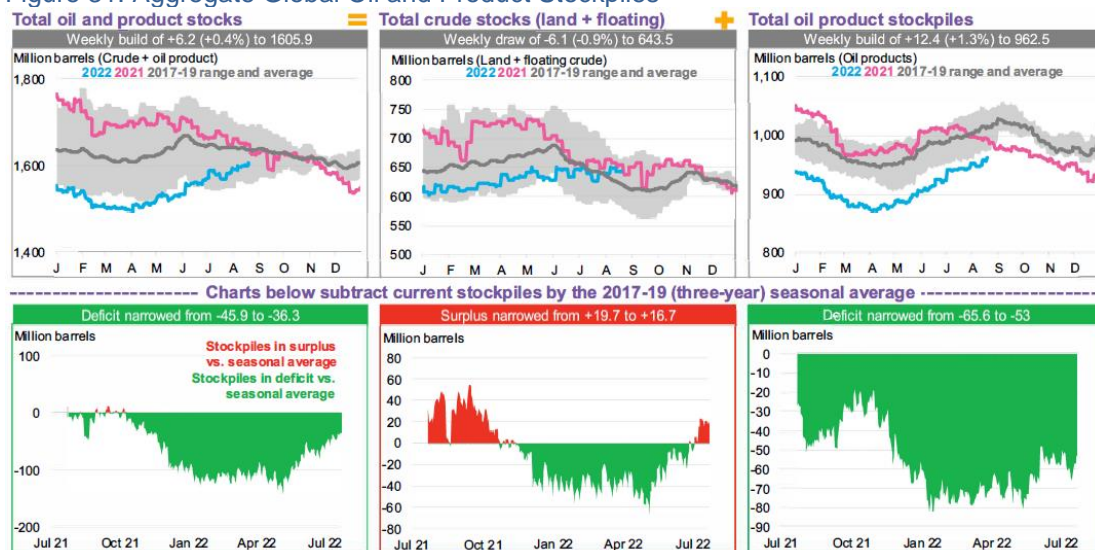 Total oil and product stocks
=
Weekly build of +6.2 (+0.4%) to 1605.9
Million barrels (Crude + oil product)
2022 2021 2017-19 range and average
1,800
1,600
1,400
J F M A M J J A S O N D
Total crude stocks (land + floating)
+
Weekly draw of -6.1 (-0.9%) to 643.5
Million barrels (Land + floating crude)
2022 2021 2017-19 range and average
800
750
700
650
600
550
500
J F M A M J J A S O N D
Total oil product stockpiles
Weekly build of +12.4 (+1.3%) to 962.5
Million barrels (Oil products)
2022 2021 2017-19 range and average
1,100
1,000
900
800
J F M A M J J A S O N D
Charts below subtract current stockpiles by the 2017-19 (three-year) seasonal average
Deficit narrowed from -45.9 to -36.3
Million barrels
Stockpiles in surplus
vs. seasonal average
Stockpiles in deficit vs.
seasonal average
100
0
-100
-200
Jul 21 Oct 21 Jan 22 Apr 22 Jul 22
Surplus narrowed from +19.7 to +16.7
Million barrels
80
60
40
20
0
-20
-40
-60
-80
Jul 21 Oct 21 Jan 22 Apr 22 Jul 22
Deficit narrowed from -65.6 to -53
Million barrels
0
-10
-20
-30
-40
-50
-60
-70
-80
-90
Jul 21 Oct 21 Jan 22 Apr 22 Jul 22